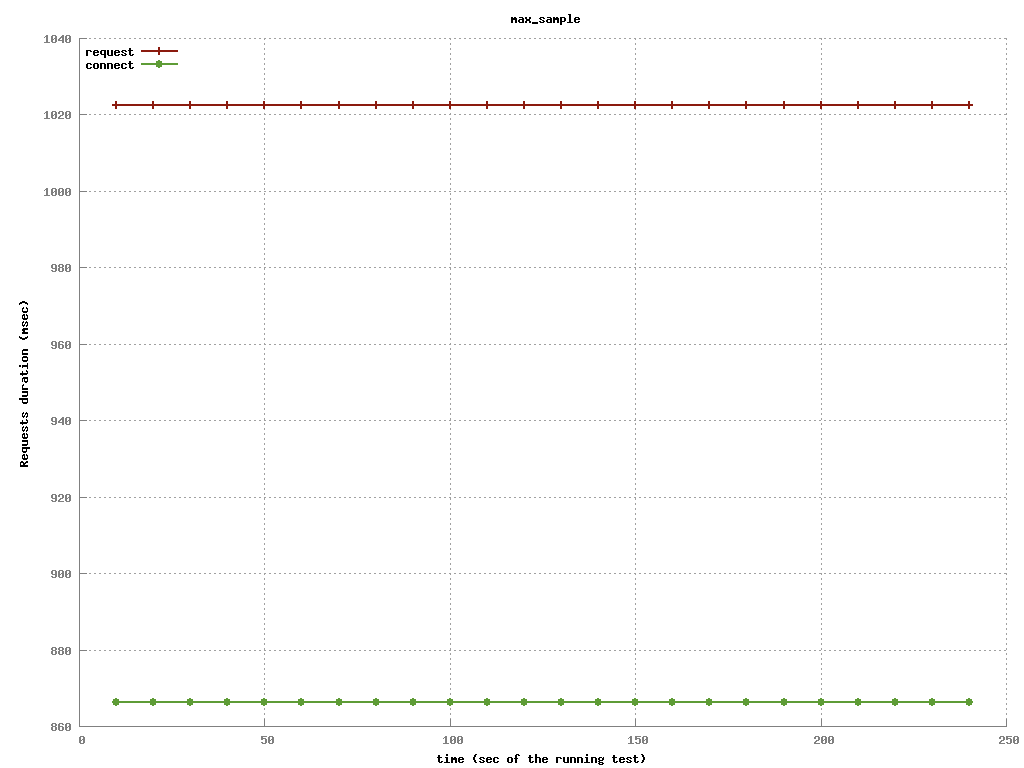 max_sample
request
connect
1040
1020
1000
980
960
940
920
900
880
860
0 50 100 150 200 250
Requests duration (msec)
time (sec of the running test)